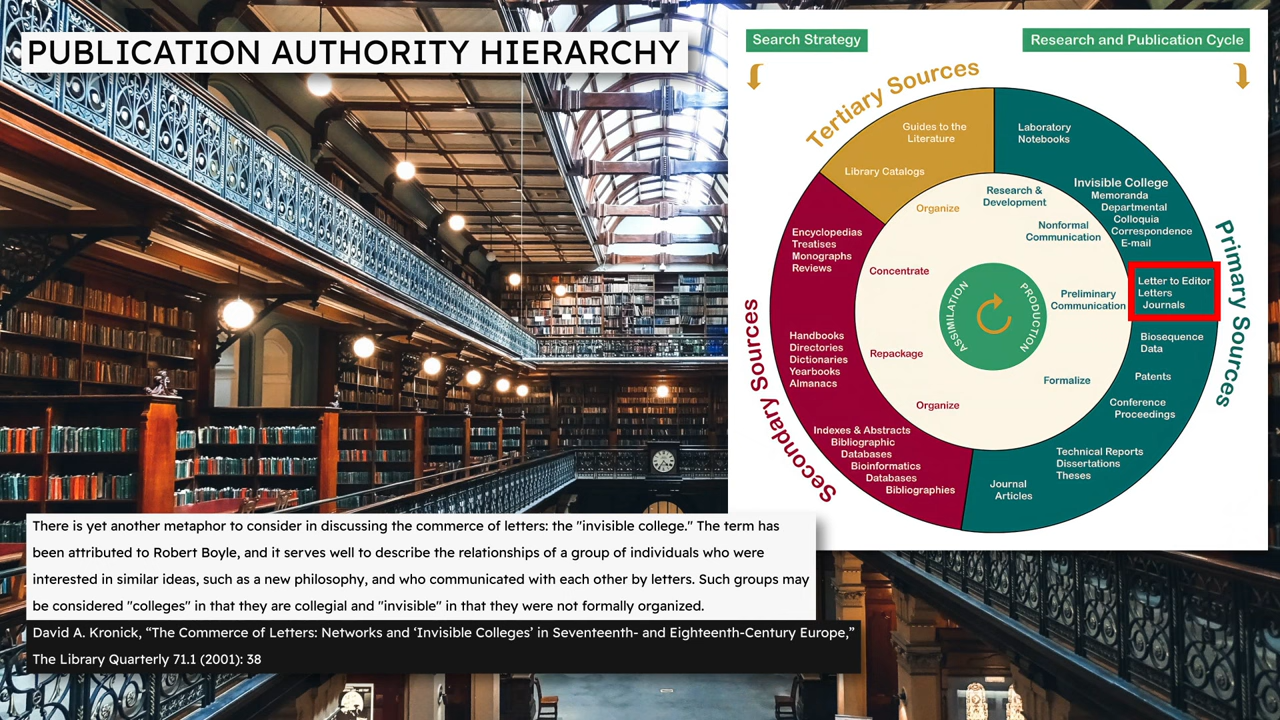 PUBLICATION AUTHORITY HIERARCHY
Search Strategy
Research and Publication Cycle
Tertiary Sources
Guides to the
Literature
Library Catalogs
Organize
Laboratory
Notebooks
Research &
Development
Invisible College
Memoranda
Departmental
Colloquia
Correspondence
E-mail
Nonformal
Communication
Primary Sources
Letter to Editor
Letters
Journals
Preliminary
Communication
Biosequence
Data
Patents
Conference
Proceedings
Formalize
Technical Reports
Dissertations
Theses
Journal
Articles
Secondary Sources
Encyclopedias
Treatises
Monographs
Reviews
Concentrate
Handbooks
Directories
Dictionaries
Yearbooks
Almanacs
Repackage
Organize
Indexes & Abstracts
Bibliographic
Databases
Bioinformatics
Databases
Bibliographies
ASSIMILATION
PRODUCTION
There is yet another metaphor to consider in discussing the commerce of letters: the "invisible college." The term has
been attributed to Robert Boyle, and it serves well to describe the relationships of a group of individuals who were
interested in similar ideas, such as a new philosophy, and who communicated with each other by letters. Such groups may
be considered "colleges" in that they are collegial and "invisible" in that they were not formally organized.
David A. Kronick, “The Commerce of Letters: Networks and ‘Invisible Colleges’ in Seventeenth- and Eighteenth-Century Europe,”
The Library Quarterly 71.1 (2001): 38